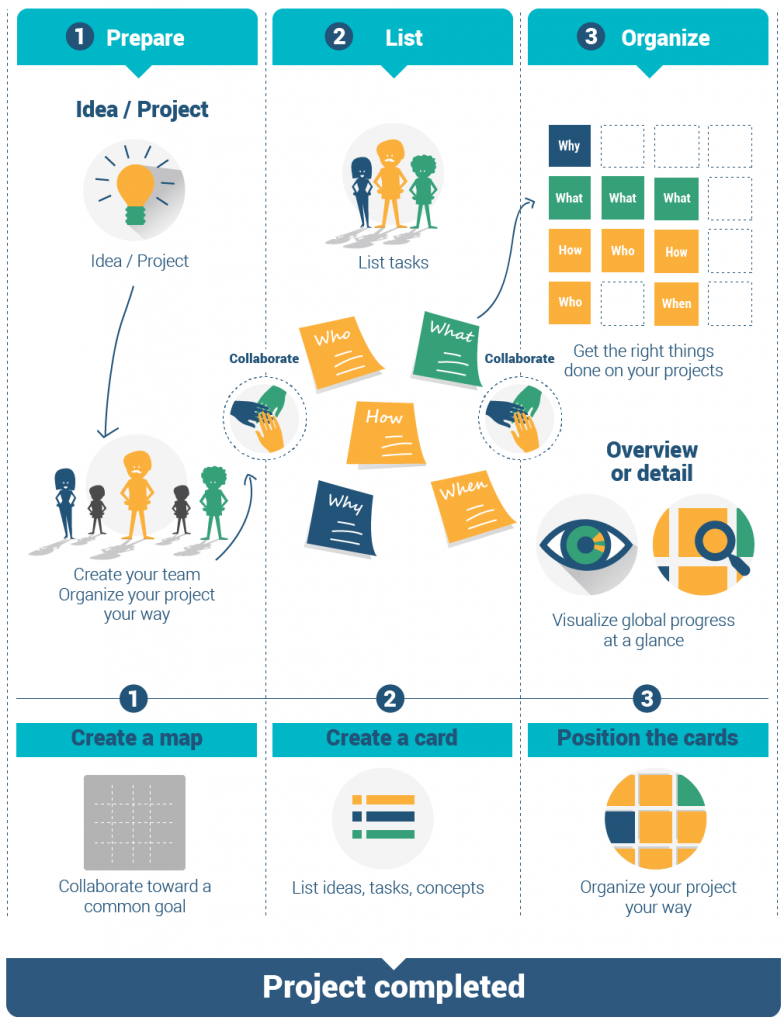 1 Prepare
Idea / Project
Idea / Project
Create your team
Organize your project
your way
Collaborate
2 List
List tasks
Who
What
How
Why
When
Collaborate
3 Organize
Why
What What What
How Who How
Who When
Get the right things
done on your projects
Overview
or detail
Visualize global progress
at a glance
1
Create a map
Collaborate toward a
common goal
2
Create a card
List ideas, tasks, concepts
3
Position the cards
Organize your project
your way
Project completed